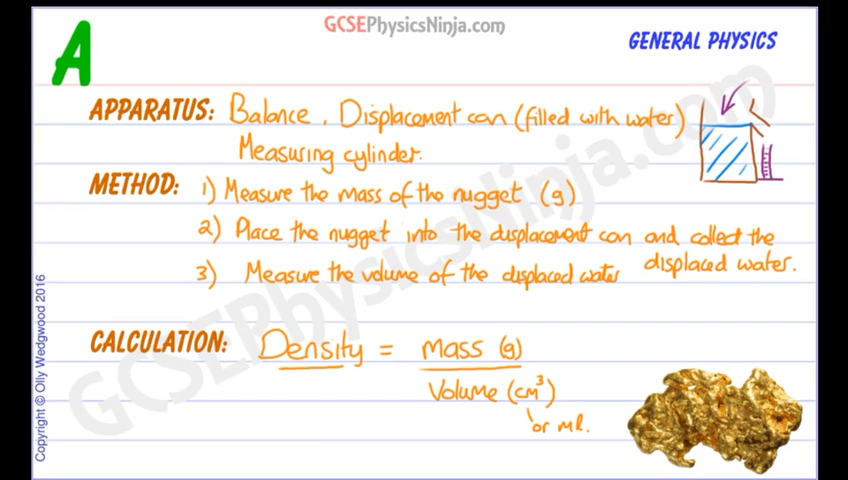 GCSEPhysicsNinja.com
A
GENERAL PHYSICS
APPARATUS: Balance. Displacement can (filled with water)
Measuring cylinder.
METHOD: 1) Measure the mass of the nugget (g)
2) Place the nugget into the displacement can and collect the
displaced water.
3) Measure the volume of the displaced water
CALCULATION: Density = mass (g)
Volume (cm³)
or ml.
Copyright © Olly Wedgwood 2016
GCSEPhysicsNinja.com